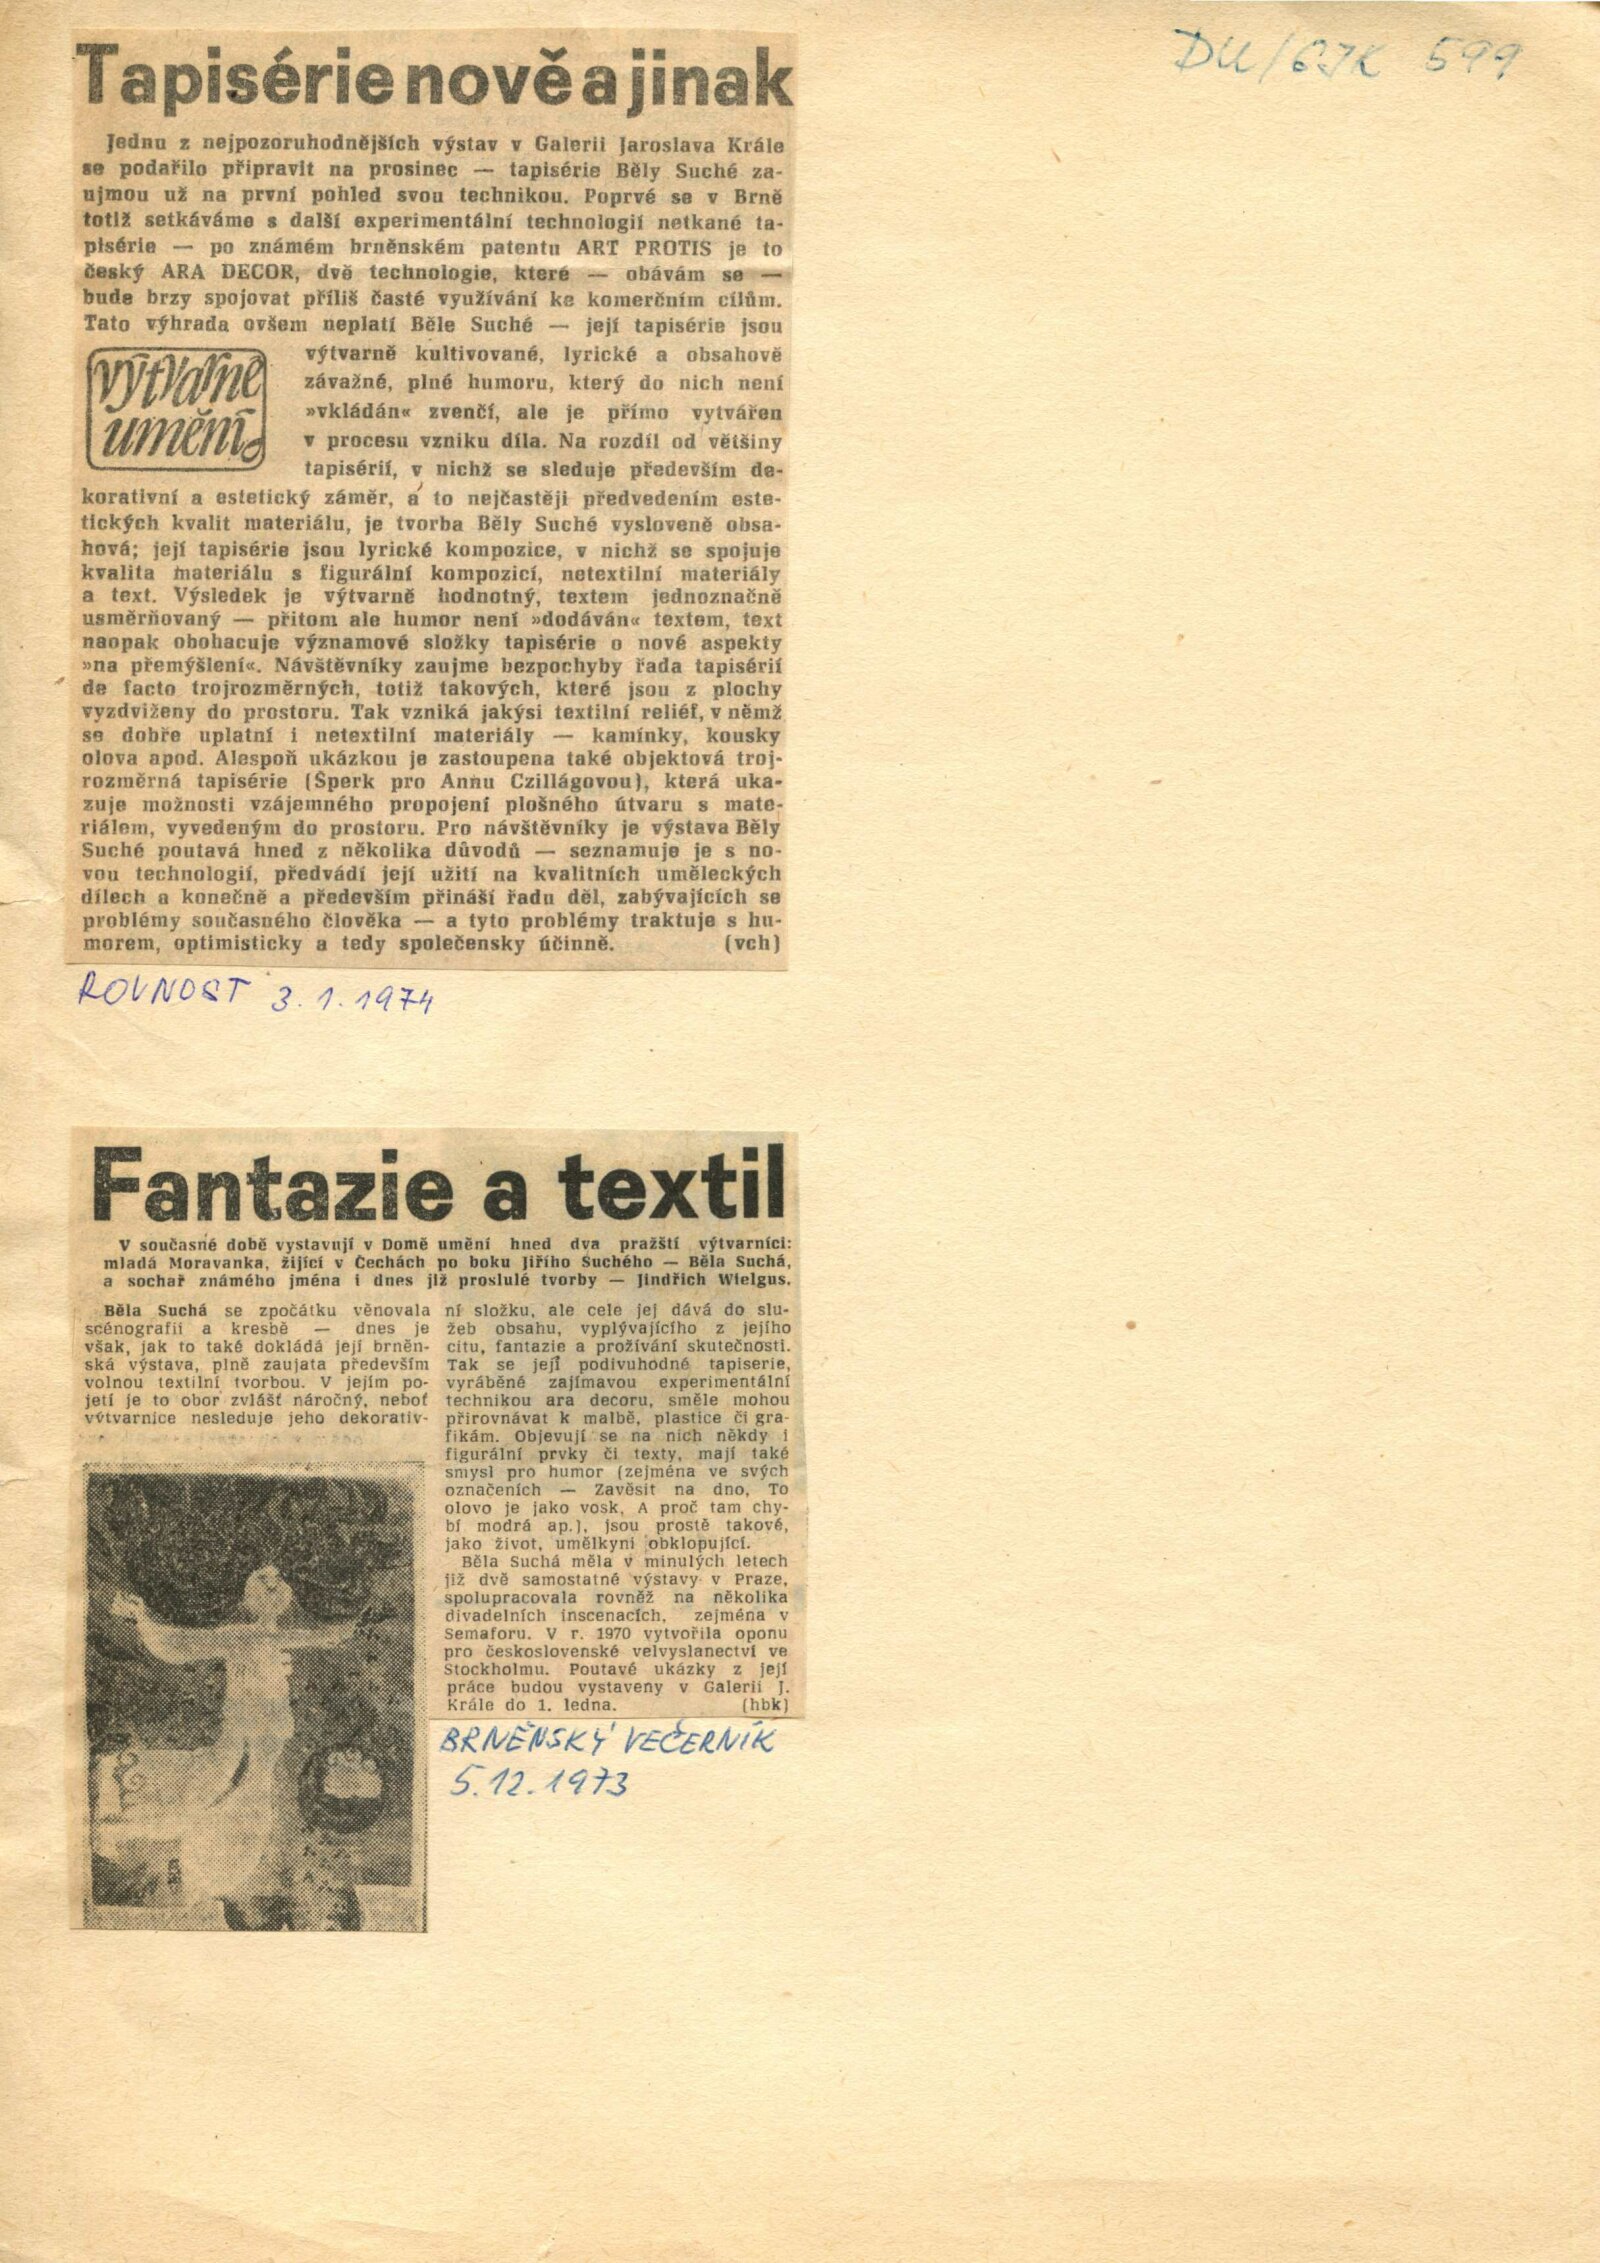 DU/GJK 599
Tapisérie nově a jinak
Jednu z nejpozoruhodnějších výstav v Galerii Jaroslava Krále
se podařilo připravit na prosinec — tapisérie Běly Suché za-
ujmou už na první pohled svou technikou. Poprvé se v Brně
totiž setkáváme s další experimentální technologií netkané ta-
pisérie — po známém brněnském patentu ART PROTIS je to
český ARA DECOR, dvě technologie, které — obávám se —
bude brzy spojovat příliš časté využívání ke komerčním cílům.
Tato výhrada ovšem neplatí Běle Suché — její tapisérie jsou
výtvarné
umění
výtvarně kultivované, lyrické a obsahově
závažné, plné humoru, který do nich není
»vkládán« zvenčí, ale je přímo vytvářen
v procesu vzniku díla. Na rozdíl od většiny
tapisérií, v nichž se sleduje především de-
korativní a estetický záměr, a to nejčastěji předvedením este-
tických kvalit materiálu, je tvorba Běly Suché vysloveně obsa-
hová; její tapisérie jsou lyrické kompozice, v nichž se spojuje
kvalita materiálu s figurální kompozicí, netextilní materiály
a text. Výsledek je výtvarně hodnotný, textem jednoznačně
usměrňovaný — přitom ale humor není »dodáván« textem, text
naopak obohacuje významové složky tapisérie o nové aspekty
»na přemýšlení«. Návštěvníky zaujme bezpochyby řada tapisérií
de facto trojrozměrných, totiž takových, které jsou z plochy
vyzdviženy do prostoru. Tak vzniká jakýsi textilní reliéf, v němž
se dobře uplatní i netextilní materiály — kamínky, kousky
olova apod. Alespoň ukázkou je zastoupena také objektová troj-
rozměrná tapisérie (Šperk pro Annu Czillágovou), která uka-
zuje možnosti vzájemného propojení plošného útvaru s mate-
riálem, vyvedeným do prostoru. Pro návštěvníky je výstava Běly
Suché poutavá hned z několika důvodů — seznamuje je s no-
vou technologií, předvádí její užití na kvalitních uměleckých
dílech a konečně a především přináší řadu děl, zabývajících se
problémy současného člověka — a tyto problémy traktuje s hu-
morem, optimisticky a tedy společensky účinně. (vch)
ROVNOST 3.1.1974
Fantazie a textil
V současné době vystavují v Domě umění hned dva pražští výtvarníci:
mladá Moravanka, žijící v Čechách po boku Jiřího Suchého — Běla Suchá,
a sochař známého jména i dnes již proslulé tvorby — Jindřich Wielgus.
Běla Suchá se zpočátku věnovala
scénografii a kresbě — dnes je
však, jak to také dokládá její brněn-
ská výstava, plně zaujata především
volnou textilní tvorbou. V jejím po-
jetí je to obor zvlášť náročný, neboť
výtvarnice nesleduje jeho dekorativ-
ní složku, ale cele jej dává do slu-
žeb obsahu, vyplývajícího z jejího
citu, fantazie a prožívání skutečnosti.
Tak se její podivuhodné tapiserie,
vyráběné zajímavou experimentální
technikou ara decoru, směle mohou
přirovnávat k malbě, plastice či gra-
fikám. Objevují se na nich někdy i
figurální prvky či texty, mají také
smysl pro humor (zejména ve svých
označeních — Zavěsit na dno, To
olovo je jako vosk, A proč tam chy-
bí modrá ap.), jsou prostě takové,
jako život, umělkyni obklopující.
Běla Suchá měla v minulých letech
již dvě samostatné výstavy v Praze,
spolupracovala rovněž na několika
divadelních inscenacích, zejména v
Semaforu. V r. 1970 vytvořila oponu
pro československé velvyslanectví ve
Stockholmu. Poutavé ukázky z její
práce budou vystaveny v Galerii J.
Krále do 1. ledna. (hbk)
BRNĚNSKÝ VEČERNÍK
5.12.1973